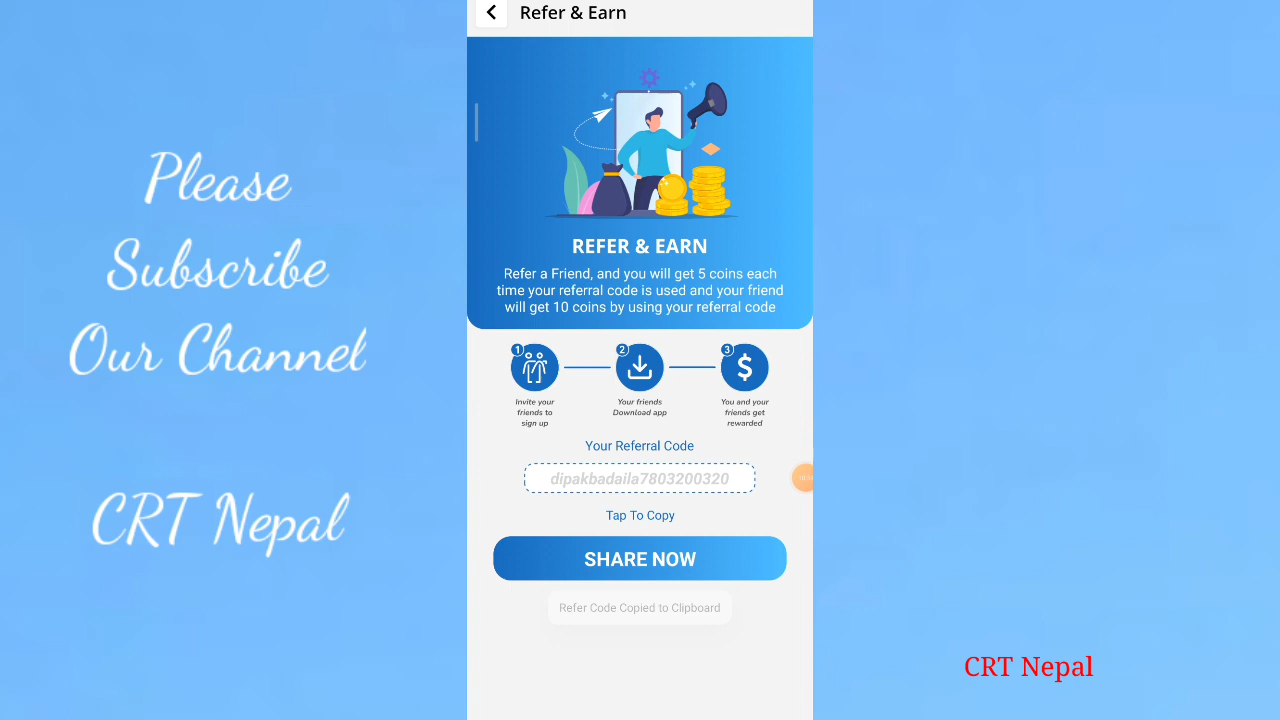 Please
Subscribe
Our Channel
CRT Nepal
Refer & Earn
REFER & EARN
Refer a Friend, and you will get 5 coins each
time your referral code is used and your friend
will get 10 coins by using your referral code
1
2
3
Invite your
friends to
sign up
Your friends
Download app
You and your
friends get
rewarded
Your Referral Code
dipakbadaila7803200320
Tap To Copy
SHARE NOW
Refer Code Copied to Clipboard
CRT Nepal